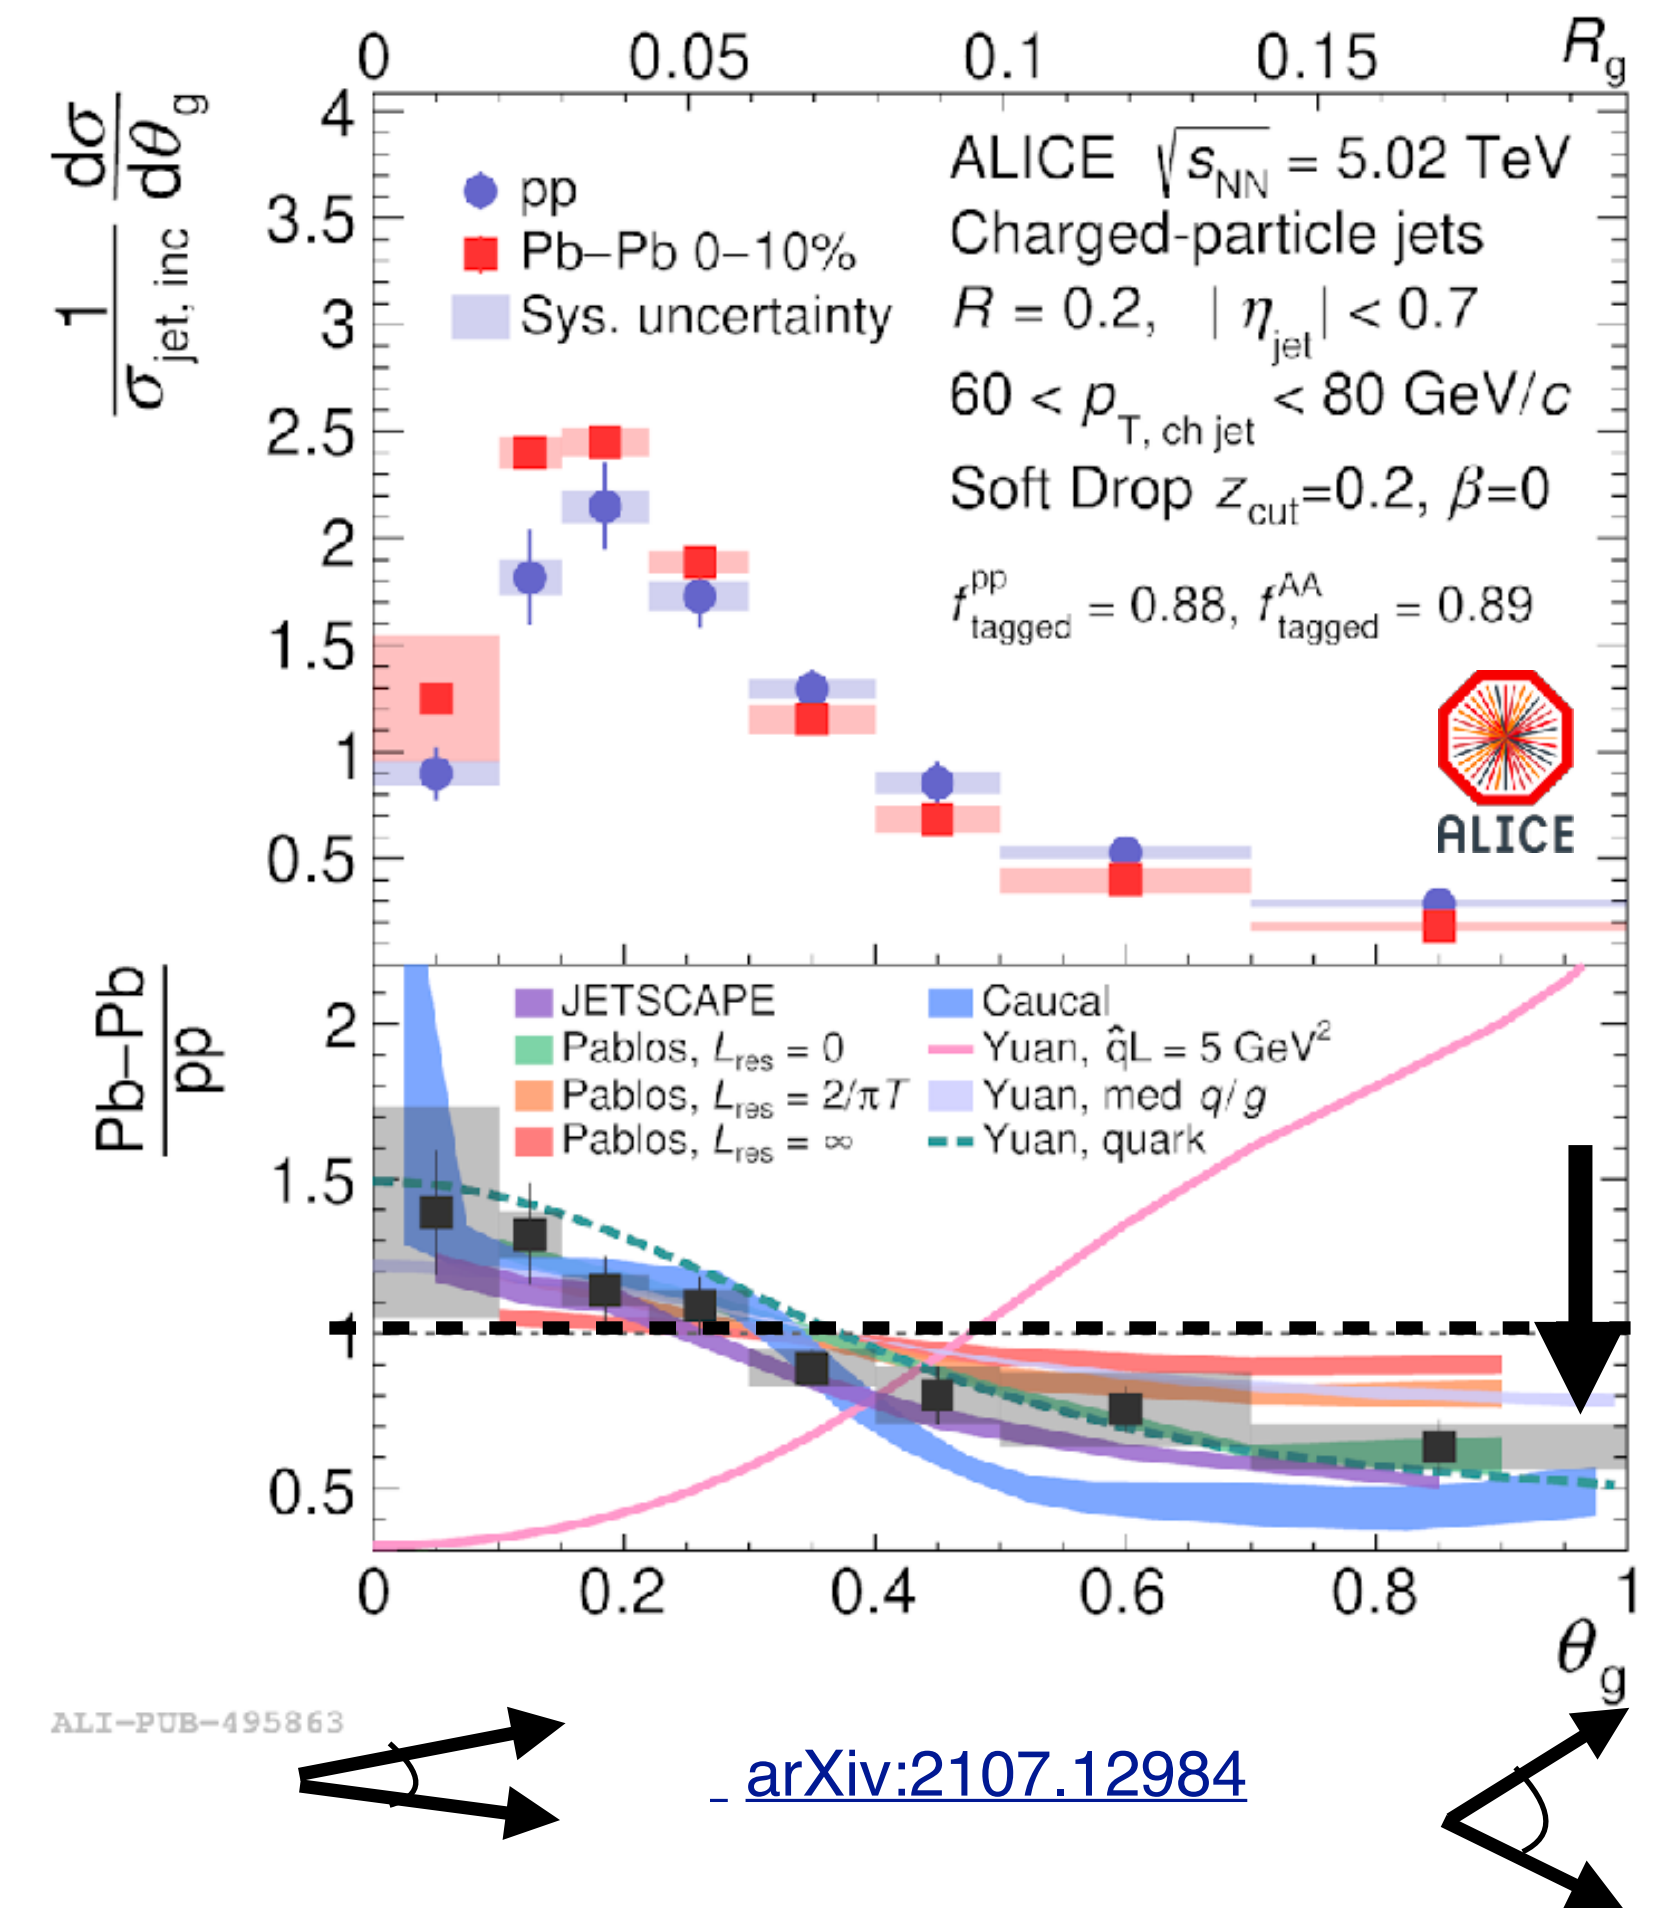 0 0.05 0.1 0.15 R_g
1/σ_jet, inc dσ/dθ_g
4
3.5
3
2.5
2
1.5
1
0.5
pp
Pb–Pb 0–10%
Sys. uncertainty
ALICE √s_NN = 5.02 TeV
Charged-particle jets
R = 0.2, | η_jet | < 0.7
60 < p_T, ch jet < 80 GeV/c
Soft Drop z_cut=0.2, β=0
f_tagged^pp = 0.88, f_tagged^AA = 0.89
ALICE
Pb–Pb/pp
2
1.5
1
0.5
JETSCAPE
Pablos, L_res = 0
Pablos, L_res = 2/πT
Pablos, L_res = ∞
Caucal
Yuan, q̂L = 5 GeV²
Yuan, med q/g
Yuan, quark
0 0.2 0.4 0.6 0.8 1
θ_g
ALI-PUB-495863
arXiv:2107.12984